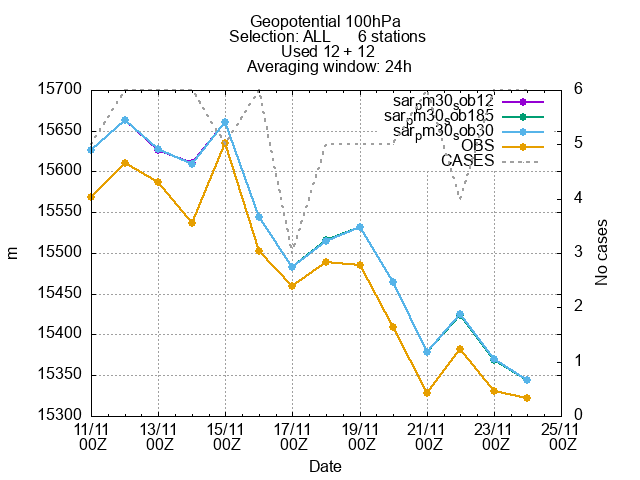 Geopotential 100hPa
Selection: ALL 6 stations
Used 12 + 12
Averaging window: 24h
15700
15650
15600
15550
15500
15450
15400
15350
15300
m
6
5
4
3
2
1
0
No cases
sar_pm30_sob12
sar_pm30_sob185
sar_pm30_sob30
OBS
CASES
11/11 13/11 15/11 17/11 19/11 21/11 23/11 25/11
00Z 00Z 00Z 00Z 00Z 00Z 00Z 00Z
Date